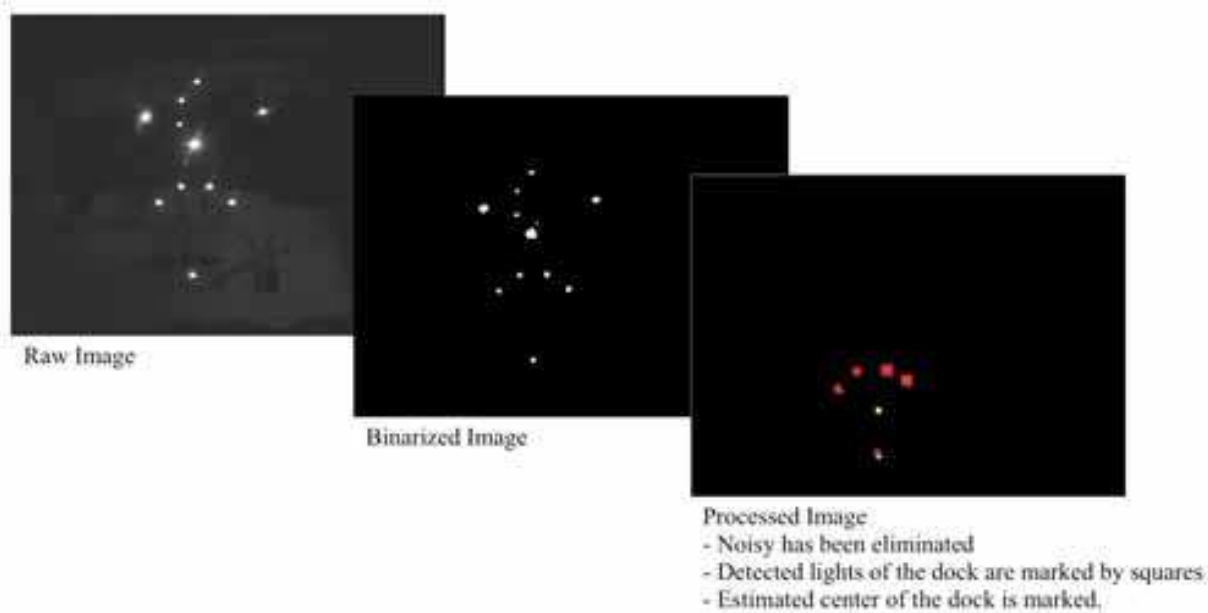 Raw Image
Binarized Image
Processed Image
- Noisy has been eliminated
- Detected lights of the dock are marked by squares
- Estimated center of the dock is marked.